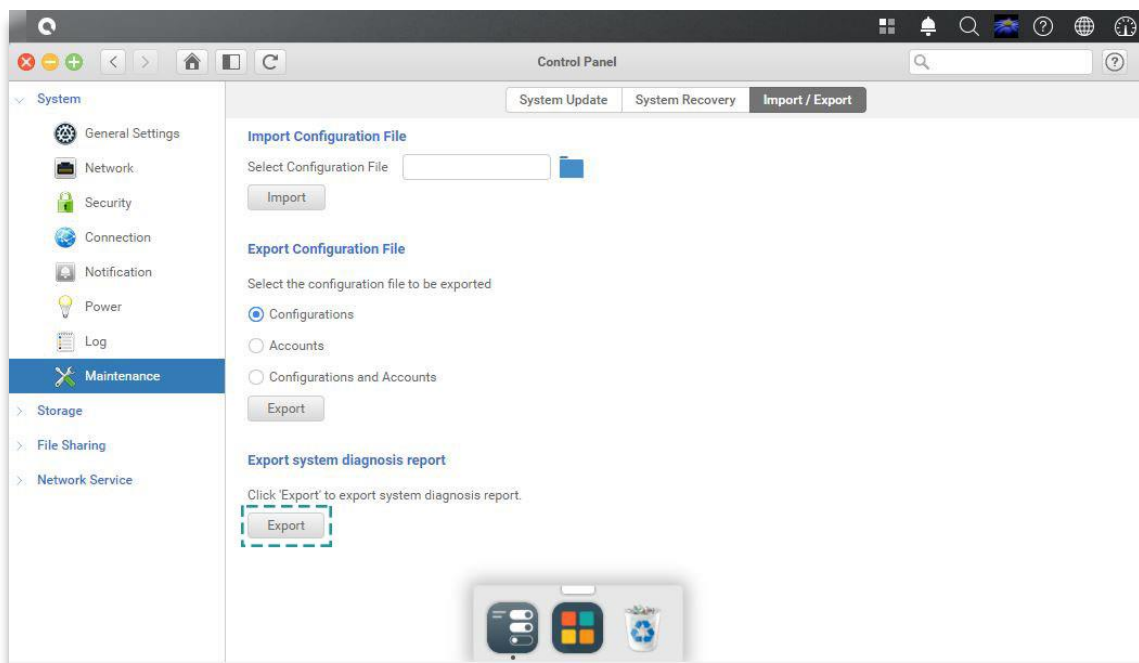 Control Panel
System
General Settings
Network
Security
Connection
Notification
Power
Log
Maintenance
Storage
File Sharing
Network Service
System Update
System Recovery
Import / Export
Import Configuration File
Select Configuration File
Import
Export Configuration File
Select the configuration file to be exported
Configurations
Accounts
Configurations and Accounts
Export
Export system diagnosis report
Click 'Export' to export system diagnosis report.
Export